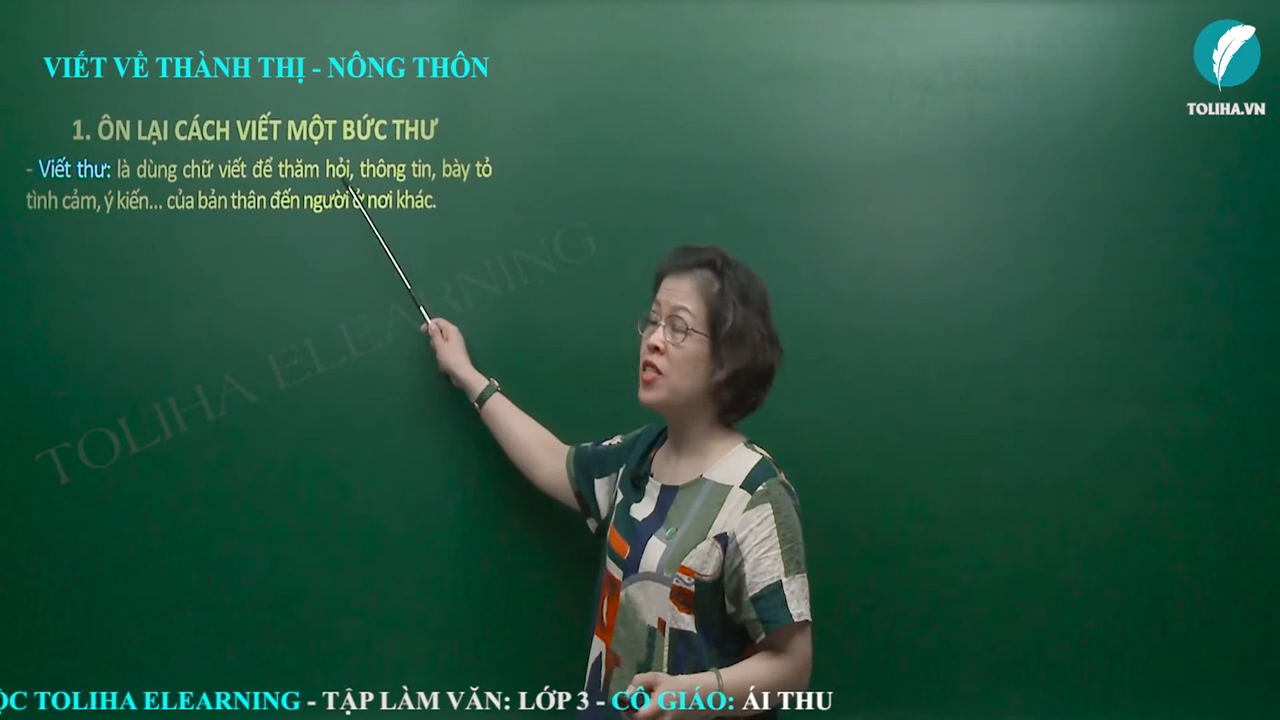 VIẾT VỀ THÀNH THỊ - NÔNG THÔN
TOLIHA.VN
1. ÔN LẠI CÁCH VIẾT MỘT BỨC THƯ
- Viết thư: là dùng chữ viết để thăm hỏi, thông tin, bày tỏ
tình cảm, ý kiến... của bản thân đến người ở nơi khác.
TOLIHA ELEARNING
ỘC TOLIHA ELEARNING - TẬP LÀM VĂN: LỚP 3 - CÔ GIÁO: ÁI THU